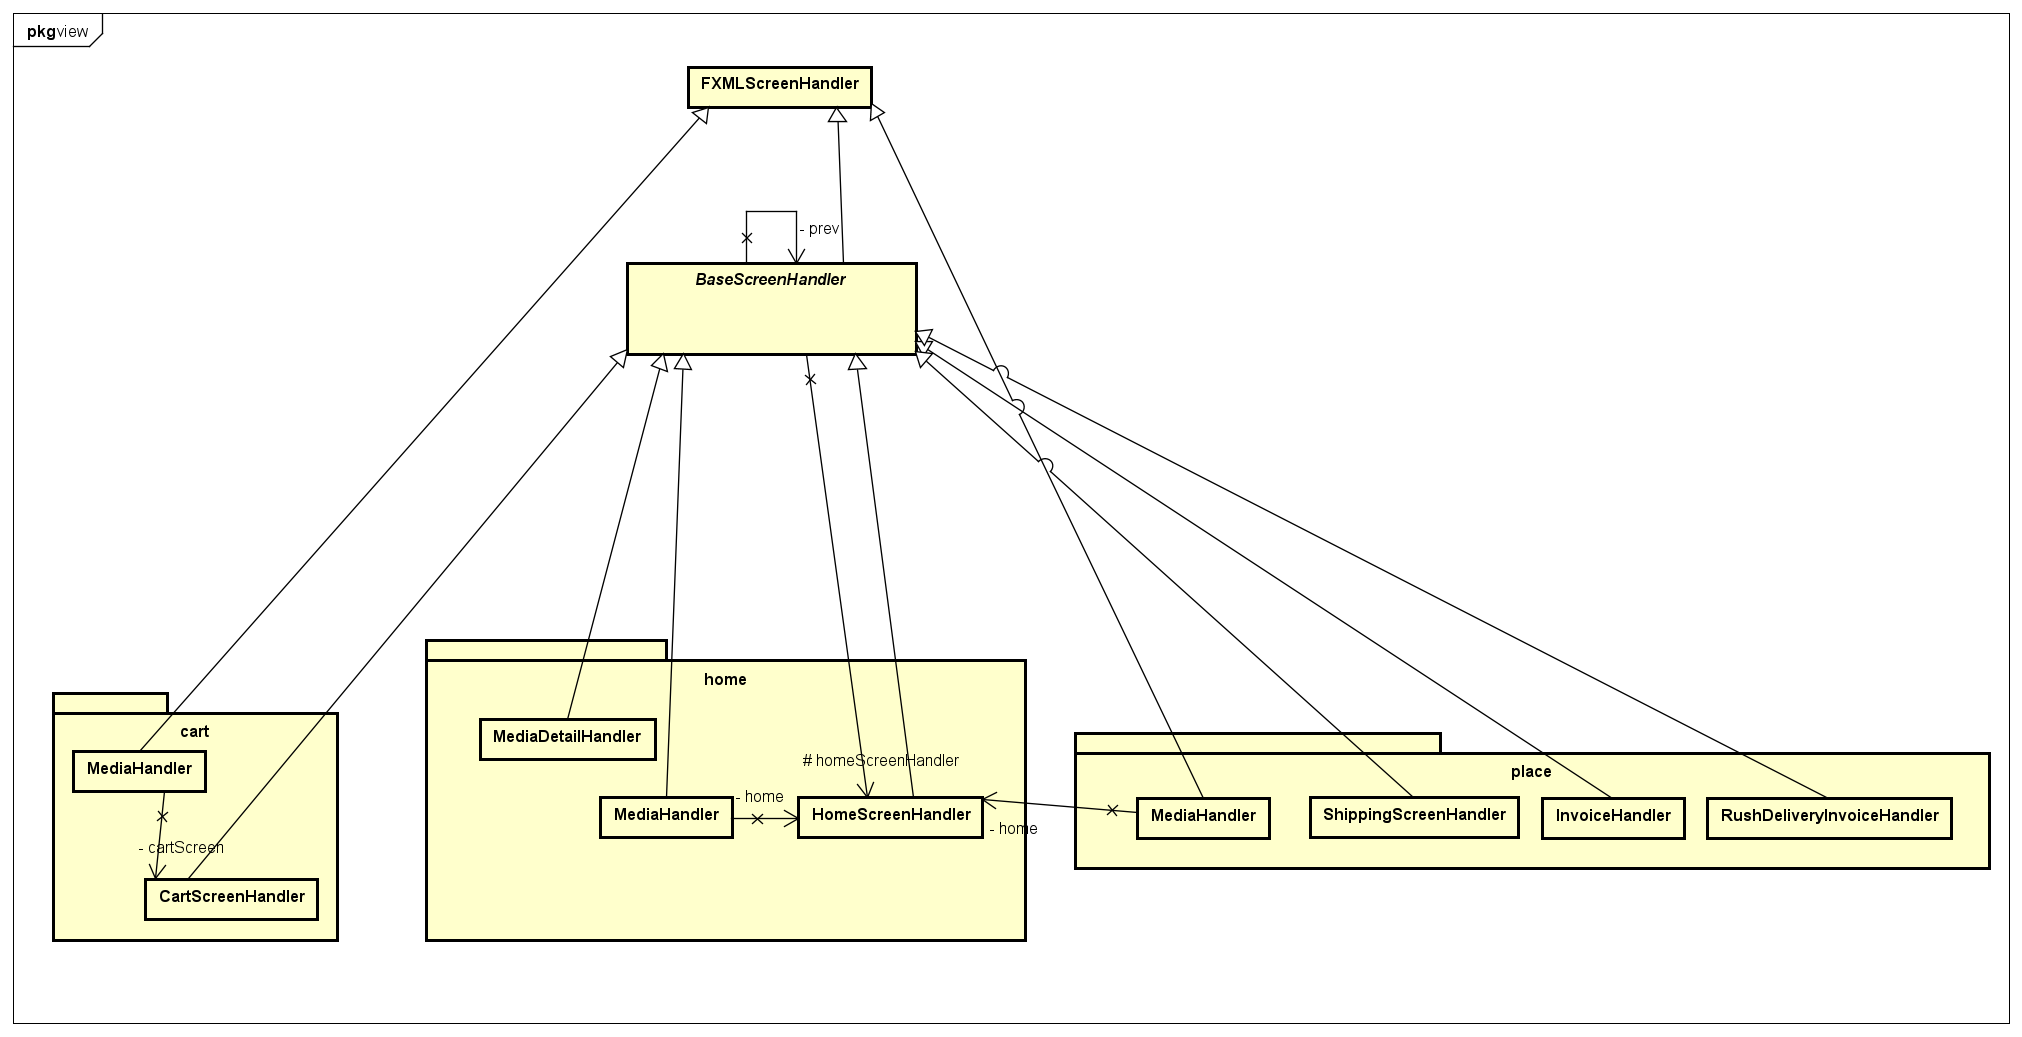 pkg view
FXMLScreenHandler
- prev
BaseScreenHandler
home
cart
MediaDetailHandler
# homeScreenHandler
MediaHandler
place
- home
MediaHandler
HomeScreenHandler
- home
MediaHandler
ShippingScreenHandler
InvoiceHandler
RushDeliveryInvoiceHandler
- cartScreen
CartScreenHandler